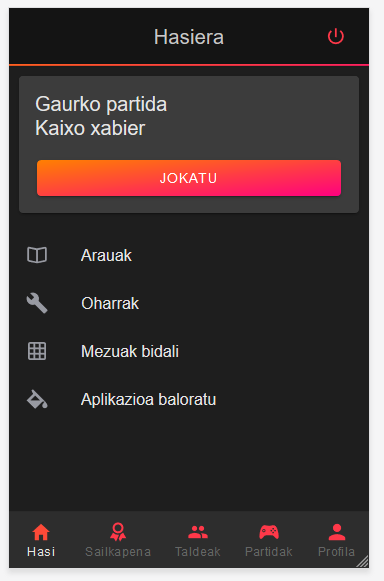 Hasiera
Gaurko partida
Kaixo xabier
JOKATU
Arauak
Oharrak
Mezuak bidali
Aplikazioa baloratu
Hasi Sailkapena Taldeak Partidak Profila